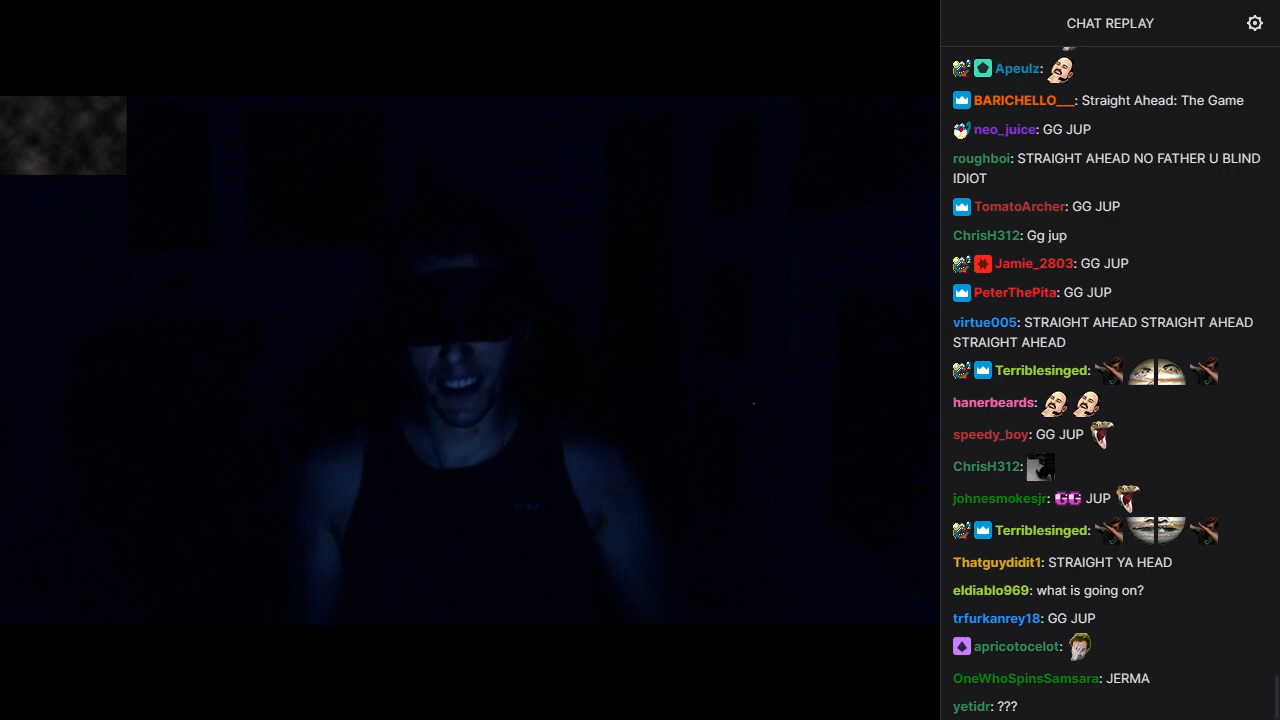 CHAT REPLAY
Apeulz:
BARICHELLO___: Straight Ahead: The Game
neo_juice: GG JUP
roughboi: STRAIGHT AHEAD NO FATHER U BLIND
IDIOT
TomatoArcher: GG JUP
ChrisH312: Gg jup
Jamie_2803: GG JUP
PeterThePita: GG JUP
virtue005: STRAIGHT AHEAD STRAIGHT AHEAD
STRAIGHT AHEAD
Terriblesinged:
hanerbeards:
speedy_boy: GG JUP
ChrisH312:
johnesmokesjr: GG JUP
Terriblesinged:
Thatguydidit1: STRAIGHT YA HEAD
eldiablo969: what is going on?
trfurkanrey18: GG JUP
apricotocelot:
OneWhoSpinsSamsara: JERMA
yetidr: ???